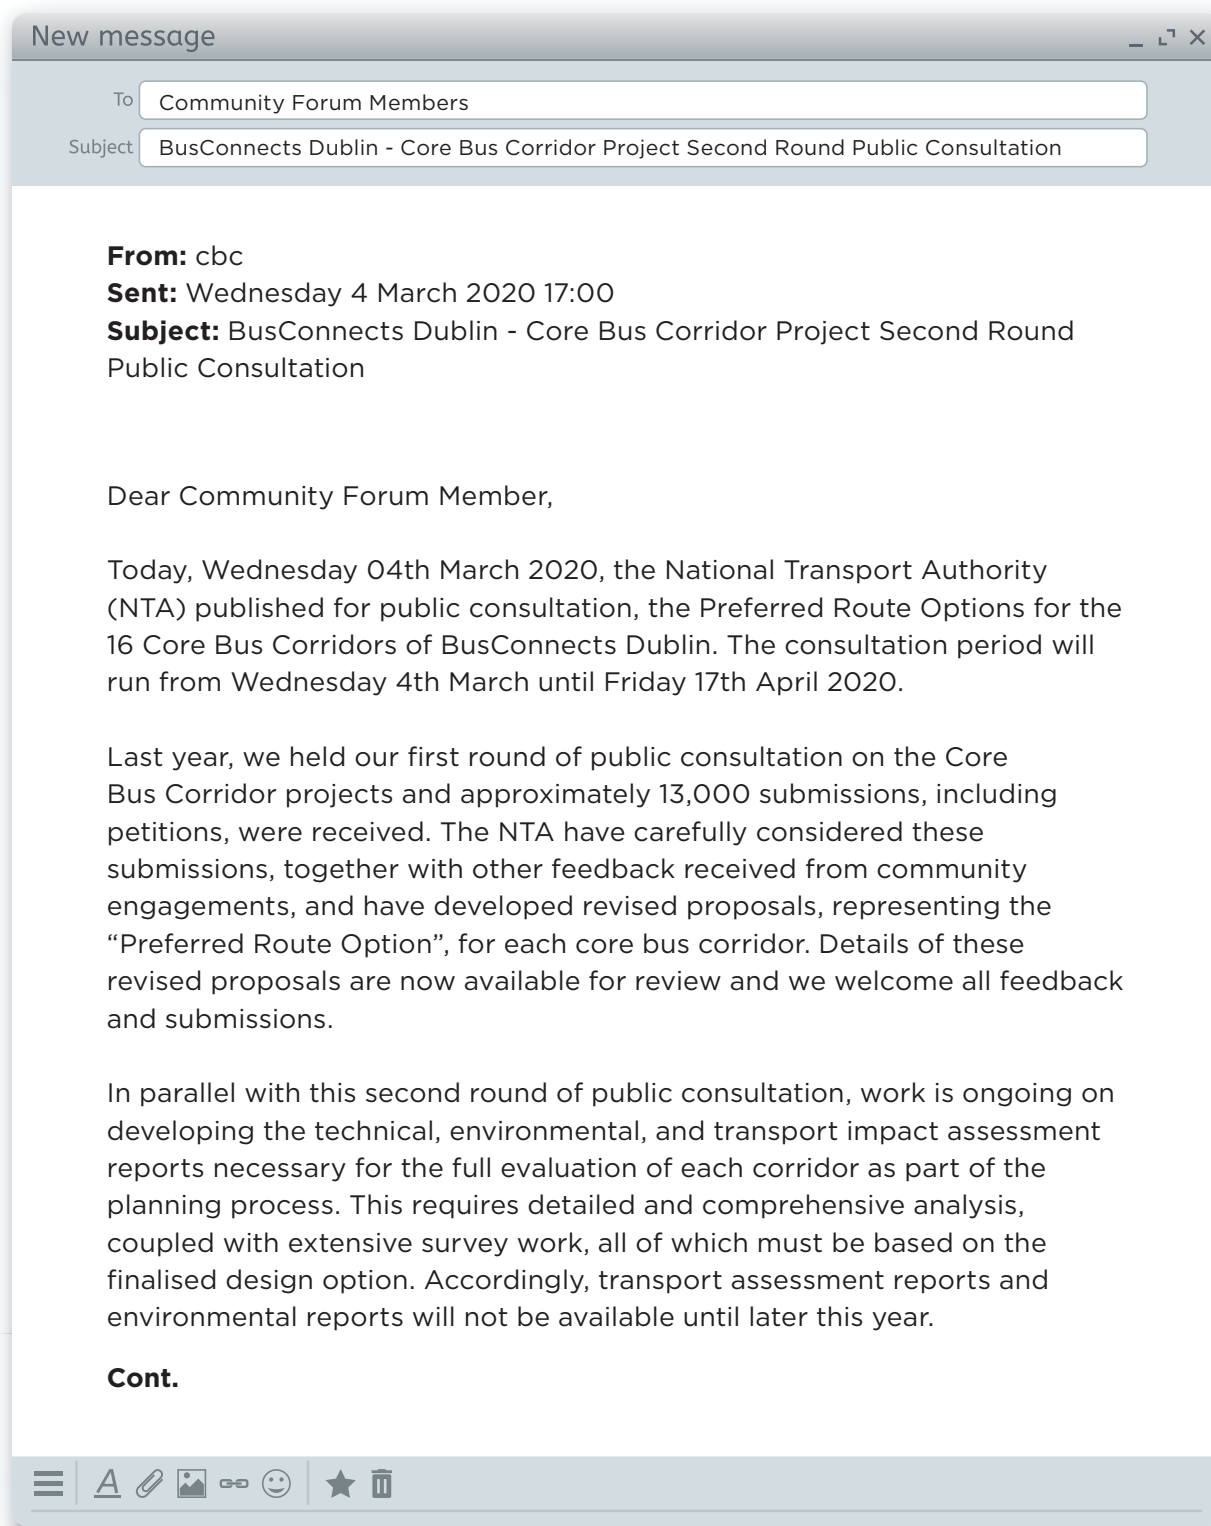 New message
To
Community Forum Members
Subject
BusConnects Dublin - Core Bus Corridor Project Second Round Public Consultation
From: cbc
Sent: Wednesday 4 March 2020 17:00
Subject: BusConnects Dublin - Core Bus Corridor Project Second Round
Public Consultation
Dear Community Forum Member,
Today, Wednesday 04th March 2020, the National Transport Authority
(NTA) published for public consultation, the Preferred Route Options for the
16 Core Bus Corridors of BusConnects Dublin. The consultation period will
run from Wednesday 4th March until Friday 17th April 2020.
Last year, we held our first round of public consultation on the Core
Bus Corridor projects and approximately 13,000 submissions, including
petitions, were received. The NTA have carefully considered these
submissions, together with other feedback received from community
engagements, and have developed revised proposals, representing the
“Preferred Route Option”, for each core bus corridor. Details of these
revised proposals are now available for review and we welcome all feedback
and submissions.
In parallel with this second round of public consultation, work is ongoing on
developing the technical, environmental, and transport impact assessment
reports necessary for the full evaluation of each corridor as part of the
planning process. This requires detailed and comprehensive analysis,
coupled with extensive survey work, all of which must be based on the
finalised design option. Accordingly, transport assessment reports and
environmental reports will not be available until later this year.
Cont.
A